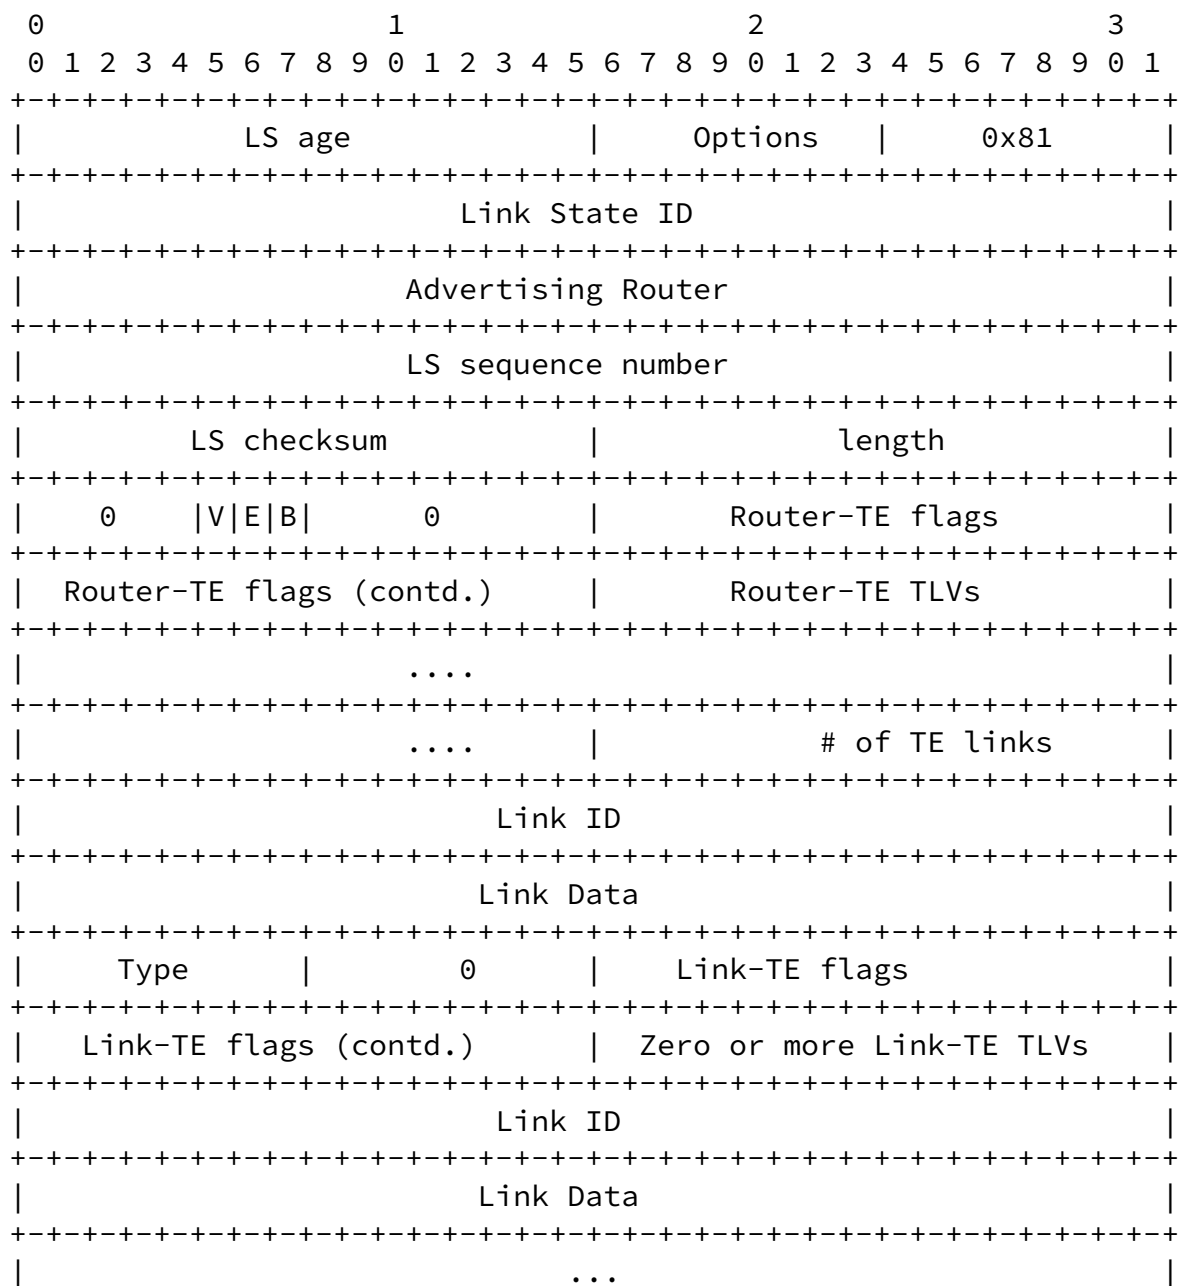 0                   1                   2                   3
 0 1 2 3 4 5 6 7 8 9 0 1 2 3 4 5 6 7 8 9 0 1 2 3 4 5 6 7 8 9 0 1
+-+-+-+-+-+-+-+-+-+-+-+-+-+-+-+-+-+-+-+-+-+-+-+-+-+-+-+-+-+-+-+-+
|            LS age             |     Options   |     0x81      |
+-+-+-+-+-+-+-+-+-+-+-+-+-+-+-+-+-+-+-+-+-+-+-+-+-+-+-+-+-+-+-+-+
|                        Link State ID                          |
+-+-+-+-+-+-+-+-+-+-+-+-+-+-+-+-+-+-+-+-+-+-+-+-+-+-+-+-+-+-+-+-+
|                     Advertising Router                        |
+-+-+-+-+-+-+-+-+-+-+-+-+-+-+-+-+-+-+-+-+-+-+-+-+-+-+-+-+-+-+-+-+
|                     LS sequence number                        |
+-+-+-+-+-+-+-+-+-+-+-+-+-+-+-+-+-+-+-+-+-+-+-+-+-+-+-+-+-+-+-+-+
|         LS checksum           |             length            |
+-+-+-+-+-+-+-+-+-+-+-+-+-+-+-+-+-+-+-+-+-+-+-+-+-+-+-+-+-+-+-+-+
|    0    |V|E|B|      0        |       Router-TE flags         |
+-+-+-+-+-+-+-+-+-+-+-+-+-+-+-+-+-+-+-+-+-+-+-+-+-+-+-+-+-+-+-+-+
|  Router-TE flags (contd.)     |       Router-TE TLVs          |
+-+-+-+-+-+-+-+-+-+-+-+-+-+-+-+-+-+-+-+-+-+-+-+-+-+-+-+-+-+-+-+-+
|                     ....                                      |
+-+-+-+-+-+-+-+-+-+-+-+-+-+-+-+-+-+-+-+-+-+-+-+-+-+-+-+-+-+-+-+-+
|                     ....      |            # of TE links      |
+-+-+-+-+-+-+-+-+-+-+-+-+-+-+-+-+-+-+-+-+-+-+-+-+-+-+-+-+-+-+-+-+
|                          Link ID                              |
+-+-+-+-+-+-+-+-+-+-+-+-+-+-+-+-+-+-+-+-+-+-+-+-+-+-+-+-+-+-+-+-+
|                         Link Data                             |
+-+-+-+-+-+-+-+-+-+-+-+-+-+-+-+-+-+-+-+-+-+-+-+-+-+-+-+-+-+-+-+-+
|     Type      |        0      |    Link-TE flags              |
+-+-+-+-+-+-+-+-+-+-+-+-+-+-+-+-+-+-+-+-+-+-+-+-+-+-+-+-+-+-+-+-+
|   Link-TE flags (contd.)      |  Zero or more Link-TE TLVs    |
+-+-+-+-+-+-+-+-+-+-+-+-+-+-+-+-+-+-+-+-+-+-+-+-+-+-+-+-+-+-+-+-+
|                          Link ID                              |
+-+-+-+-+-+-+-+-+-+-+-+-+-+-+-+-+-+-+-+-+-+-+-+-+-+-+-+-+-+-+-+-+
|                         Link Data                             |
+-+-+-+-+-+-+-+-+-+-+-+-+-+-+-+-+-+-+-+-+-+-+-+-+-+-+-+-+-+-+-+-+
|                              ...                              |